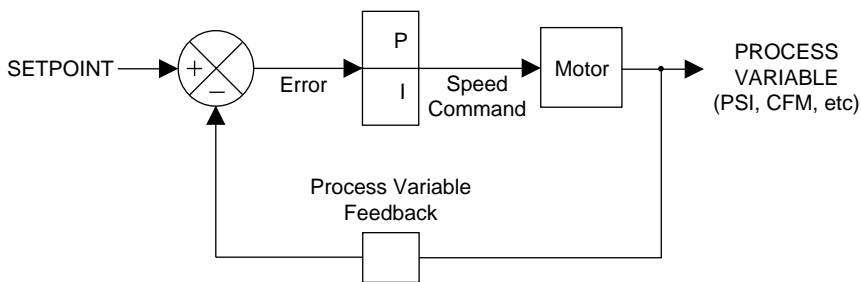 SETPOINT
+
−
Error
P
I
Speed
Command
Motor
PROCESS
VARIABLE
(PSI, CFM, etc)
Process Variable
Feedback